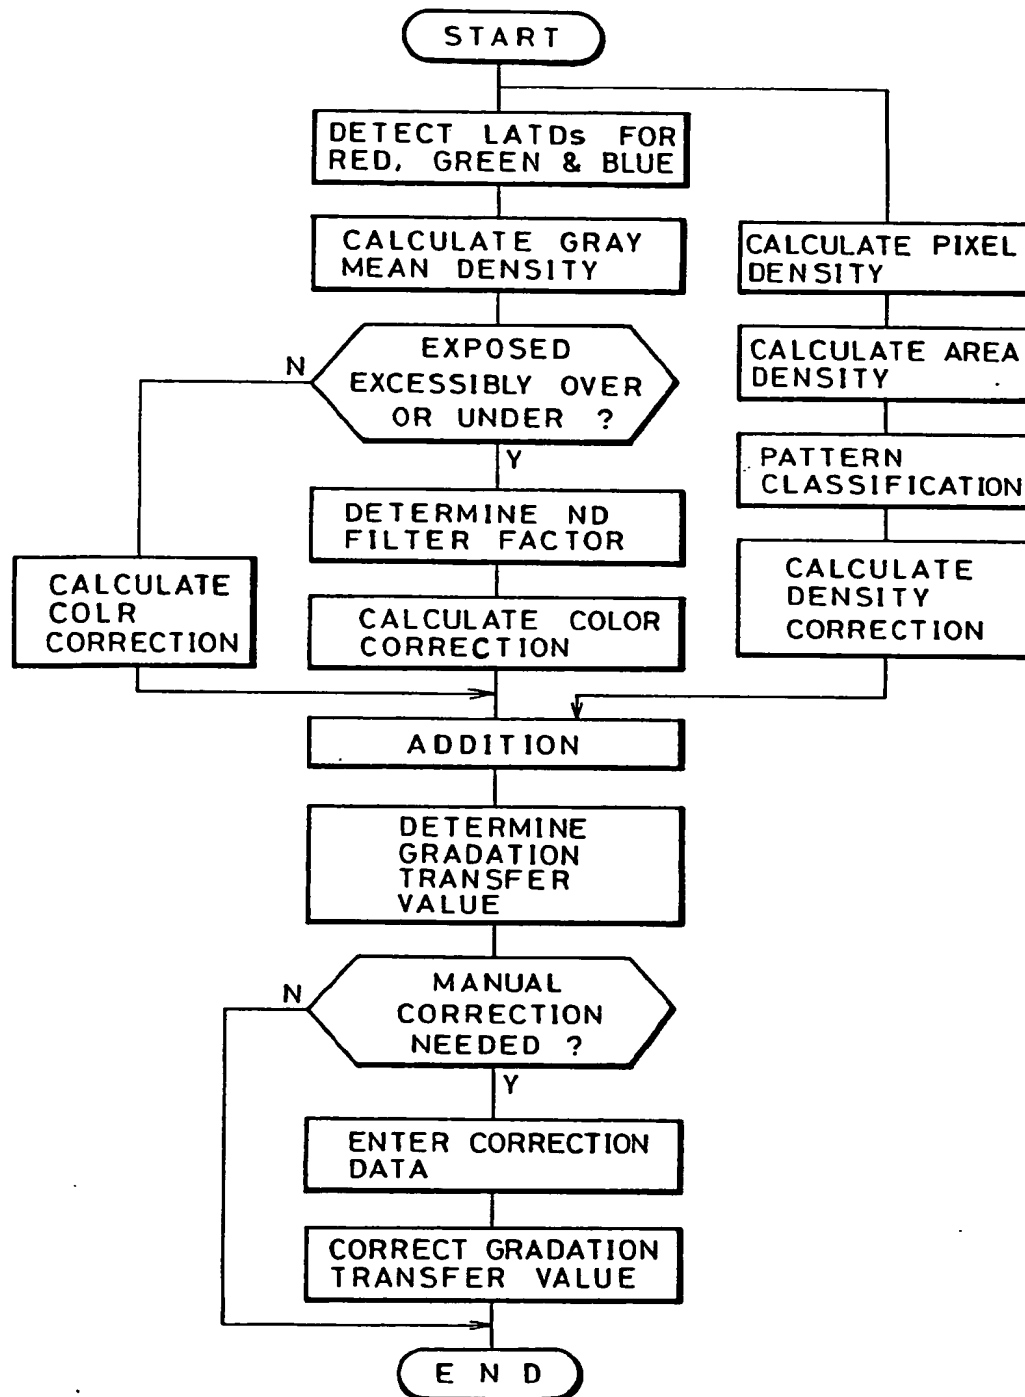 START
DETECT LATDs FOR
RED, GREEN & BLUE
CALCULATE GRAY
MEAN DENSITY
EXPOSED
EXCESSIBLY OVER
OR UNDER ?
N
Y
DETERMINE ND
FILTER FACTOR
CALCULATE
COLR
CORRECTION
CALCULATE COLOR
CORRECTION
CALCULATE PIXEL
DENSITY
CALCULATE AREA
DENSITY
PATTERN
CLASSIFICATION
CALCULATE
DENSITY
CORRECTION
ADDITION
DETERMINE
GRADATION
TRANSFER
VALUE
MANUAL
CORRECTION
NEEDED ?
N
Y
ENTER CORRECTION
DATA
CORRECT GRADATION
TRANSFER VALUE
END